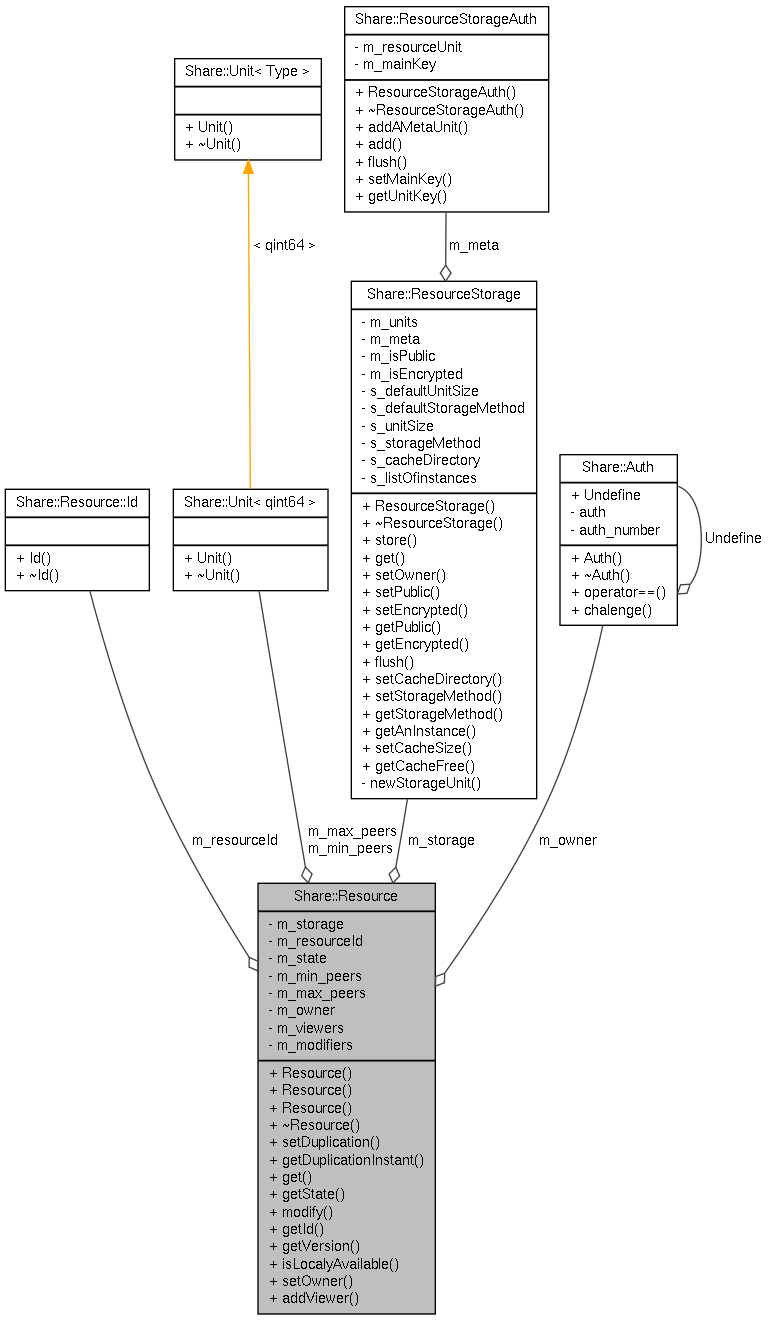 Share::ResourceStorageAuth
- m_resourceUnit
- m_mainKey
+ ResourceStorageAuth()
+ ~ResourceStorageAuth()
+ addAMetaUnit()
+ add()
+ flush()
+ setMainKey()
+ getUnitKey()
Share::Unit< Type >
+ Unit()
+ ~Unit()
< qint64 >
m_meta
Share::ResourceStorage
- m_units
- m_meta
- m_isPublic
- m_isEncrypted
- s_defaultUnitSize
- s_defaultStorageMethod
- s_unitSize
- s_storageMethod
- s_cacheDirectory
- s_listOfinstances
+ ResourceStorage()
+ ~ResourceStorage()
+ store()
+ get()
+ setOwner()
+ setPublic()
+ setEncrypted()
+ getPublic()
+ getEncrypted()
+ flush()
+ setCacheDirectory()
+ setStorageMethod()
+ getStorageMethod()
+ getAnInstance()
+ setCacheSize()
+ getCacheFree()
- newStorageUnit()
Share::Auth
+ Undefine
- auth
- auth_number
+ Auth()
+ ~Auth()
+ operator==()
+ chalenge()
Undefine
Share::Resource::Id
+ Id()
+ ~Id()
Share::Unit< qint64 >
+ Unit()
+ ~Unit()
m_resourceId
m_max_peers
m_min_peers
m_storage
m_owner
Share::Resource
- m_storage
- m_resourceId
- m_state
- m_min_peers
- m_max_peers
- m_owner
- m_viewers
- m_modifiers
+ Resource()
+ Resource()
+ Resource()
+ ~Resource()
+ setDuplication()
+ getDuplicationInstant()
+ get()
+ getState()
+ modify()
+ getId()
+ getVersion()
+ isLocalyAvailable()
+ setOwner()
+ addViewer()